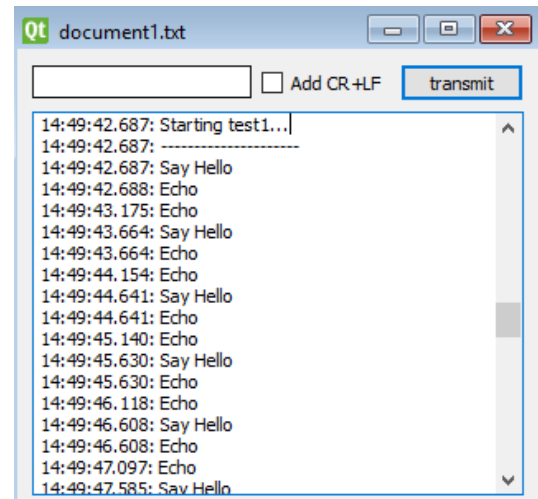 Qt document1.txt
Add CR+LF transmit
14:49:42.687: Starting test1...
14:49:42.687: ---------------------
14:49:42.687: Say Hello
14:49:42.688: Echo
14:49:43.175: Echo
14:49:43.664: Say Hello
14:49:43.664: Echo
14:49:44.154: Echo
14:49:44.641: Say Hello
14:49:44.641: Echo
14:49:45.140: Echo
14:49:45.630: Say Hello
14:49:45.630: Echo
14:49:46.118: Echo
14:49:46.608: Say Hello
14:49:46.608: Echo
14:49:47.097: Echo
14:49:47.585: Say Hello